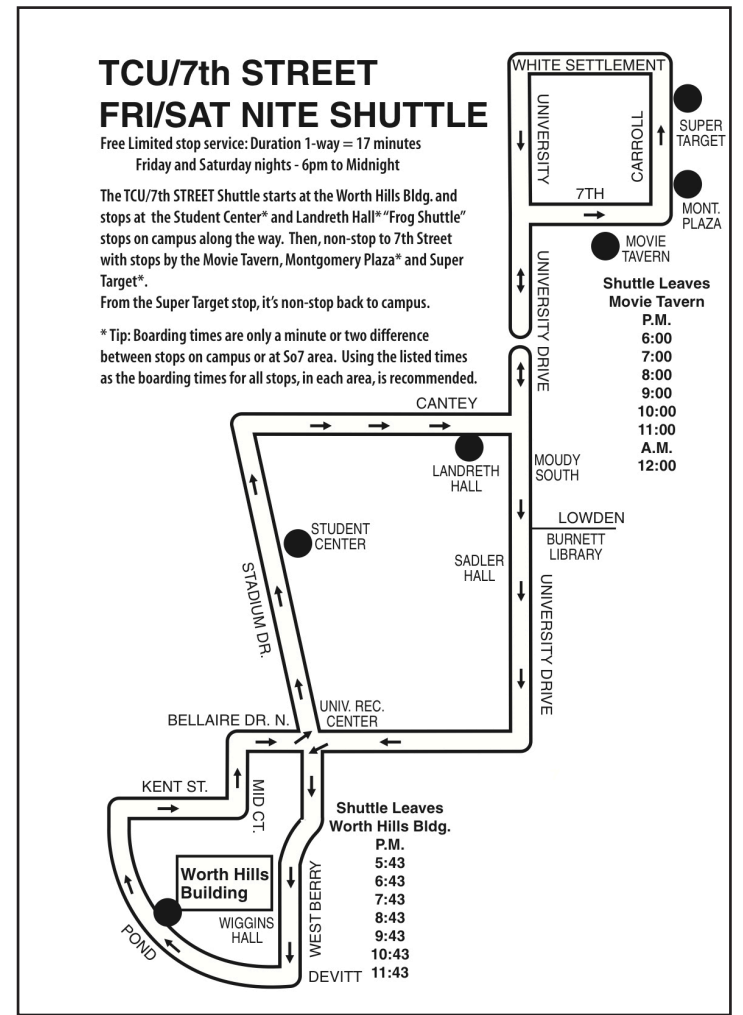 TCU/7th STREET
FRI/SAT NITE SHUTTLE
Free Limited stop service: Duration 1-way = 17 minutes
Friday and Saturday nights - 6pm to Midnight
The TCU/7th STREET Shuttle starts at the Worth Hills Bldg. and
stops at the Student Center* and Landreth Hall* "Frog Shuttle"
stops on campus along the way. Then, non-stop to 7th Street
with stops by the Movie Tavern, Montgomery Plaza* and Super
Target*.
From the Super Target stop, it's non-stop back to campus.
* Tip: Boarding times are only a minute or two difference
between stops on campus or at So7 area. Using the listed times
as the boarding times for all stops, in each area, is recommended.
WHITE SETTLEMENT
UNIVERSITY
CARROLL
SUPER
TARGET
7TH
MONT.
PLAZA
MOVIE
TAVERN
UNIVERSITY DRIVE
Shuttle Leaves
Movie Tavern
P.M.
6:00
7:00
8:00
9:00
10:00
11:00
A.M.
12:00
CANTEY
LANDRETH
HALL
MOUDY
SOUTH
LOWDEN
BURNETT
LIBRARY
STUDENT
CENTER
SADLER
HALL
STADIUM DR.
UNIVERSITY DRIVE
UNIV. REC.
CENTER
BELLAIRE DR. N.
KENT ST.
MID CT.
Shuttle Leaves
Worth Hills Bldg.
P.M.
5:43
6:43
7:43
8:43
9:43
10:43
11:43
Worth Hills
Building
WIGGINS
HALL
WEST BERRY
POND
DEVITT